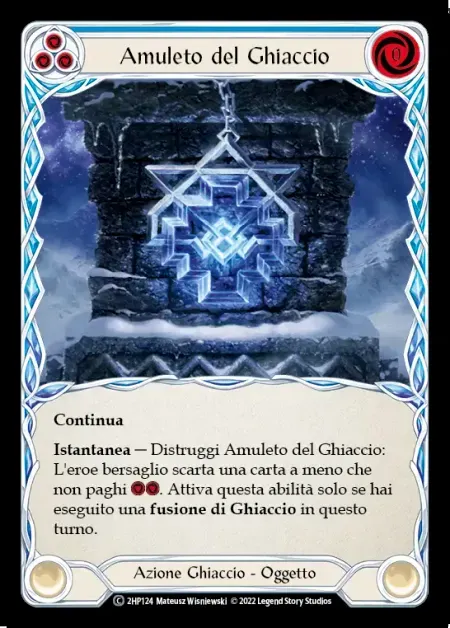 Amuleto del Ghiaccio
0
Continua
Istantanea — Distruggi Amuleto del Ghiaccio:
L'eroe bersaglio scarta una carta a meno che
non paghi . Attiva questa abilità solo se hai
eseguito una fusione di Ghiaccio in questo
turno.
Azione Ghiaccio - Oggetto
C 2HP124 Mateusz Wisniewski © 2022 Legend Story Studios